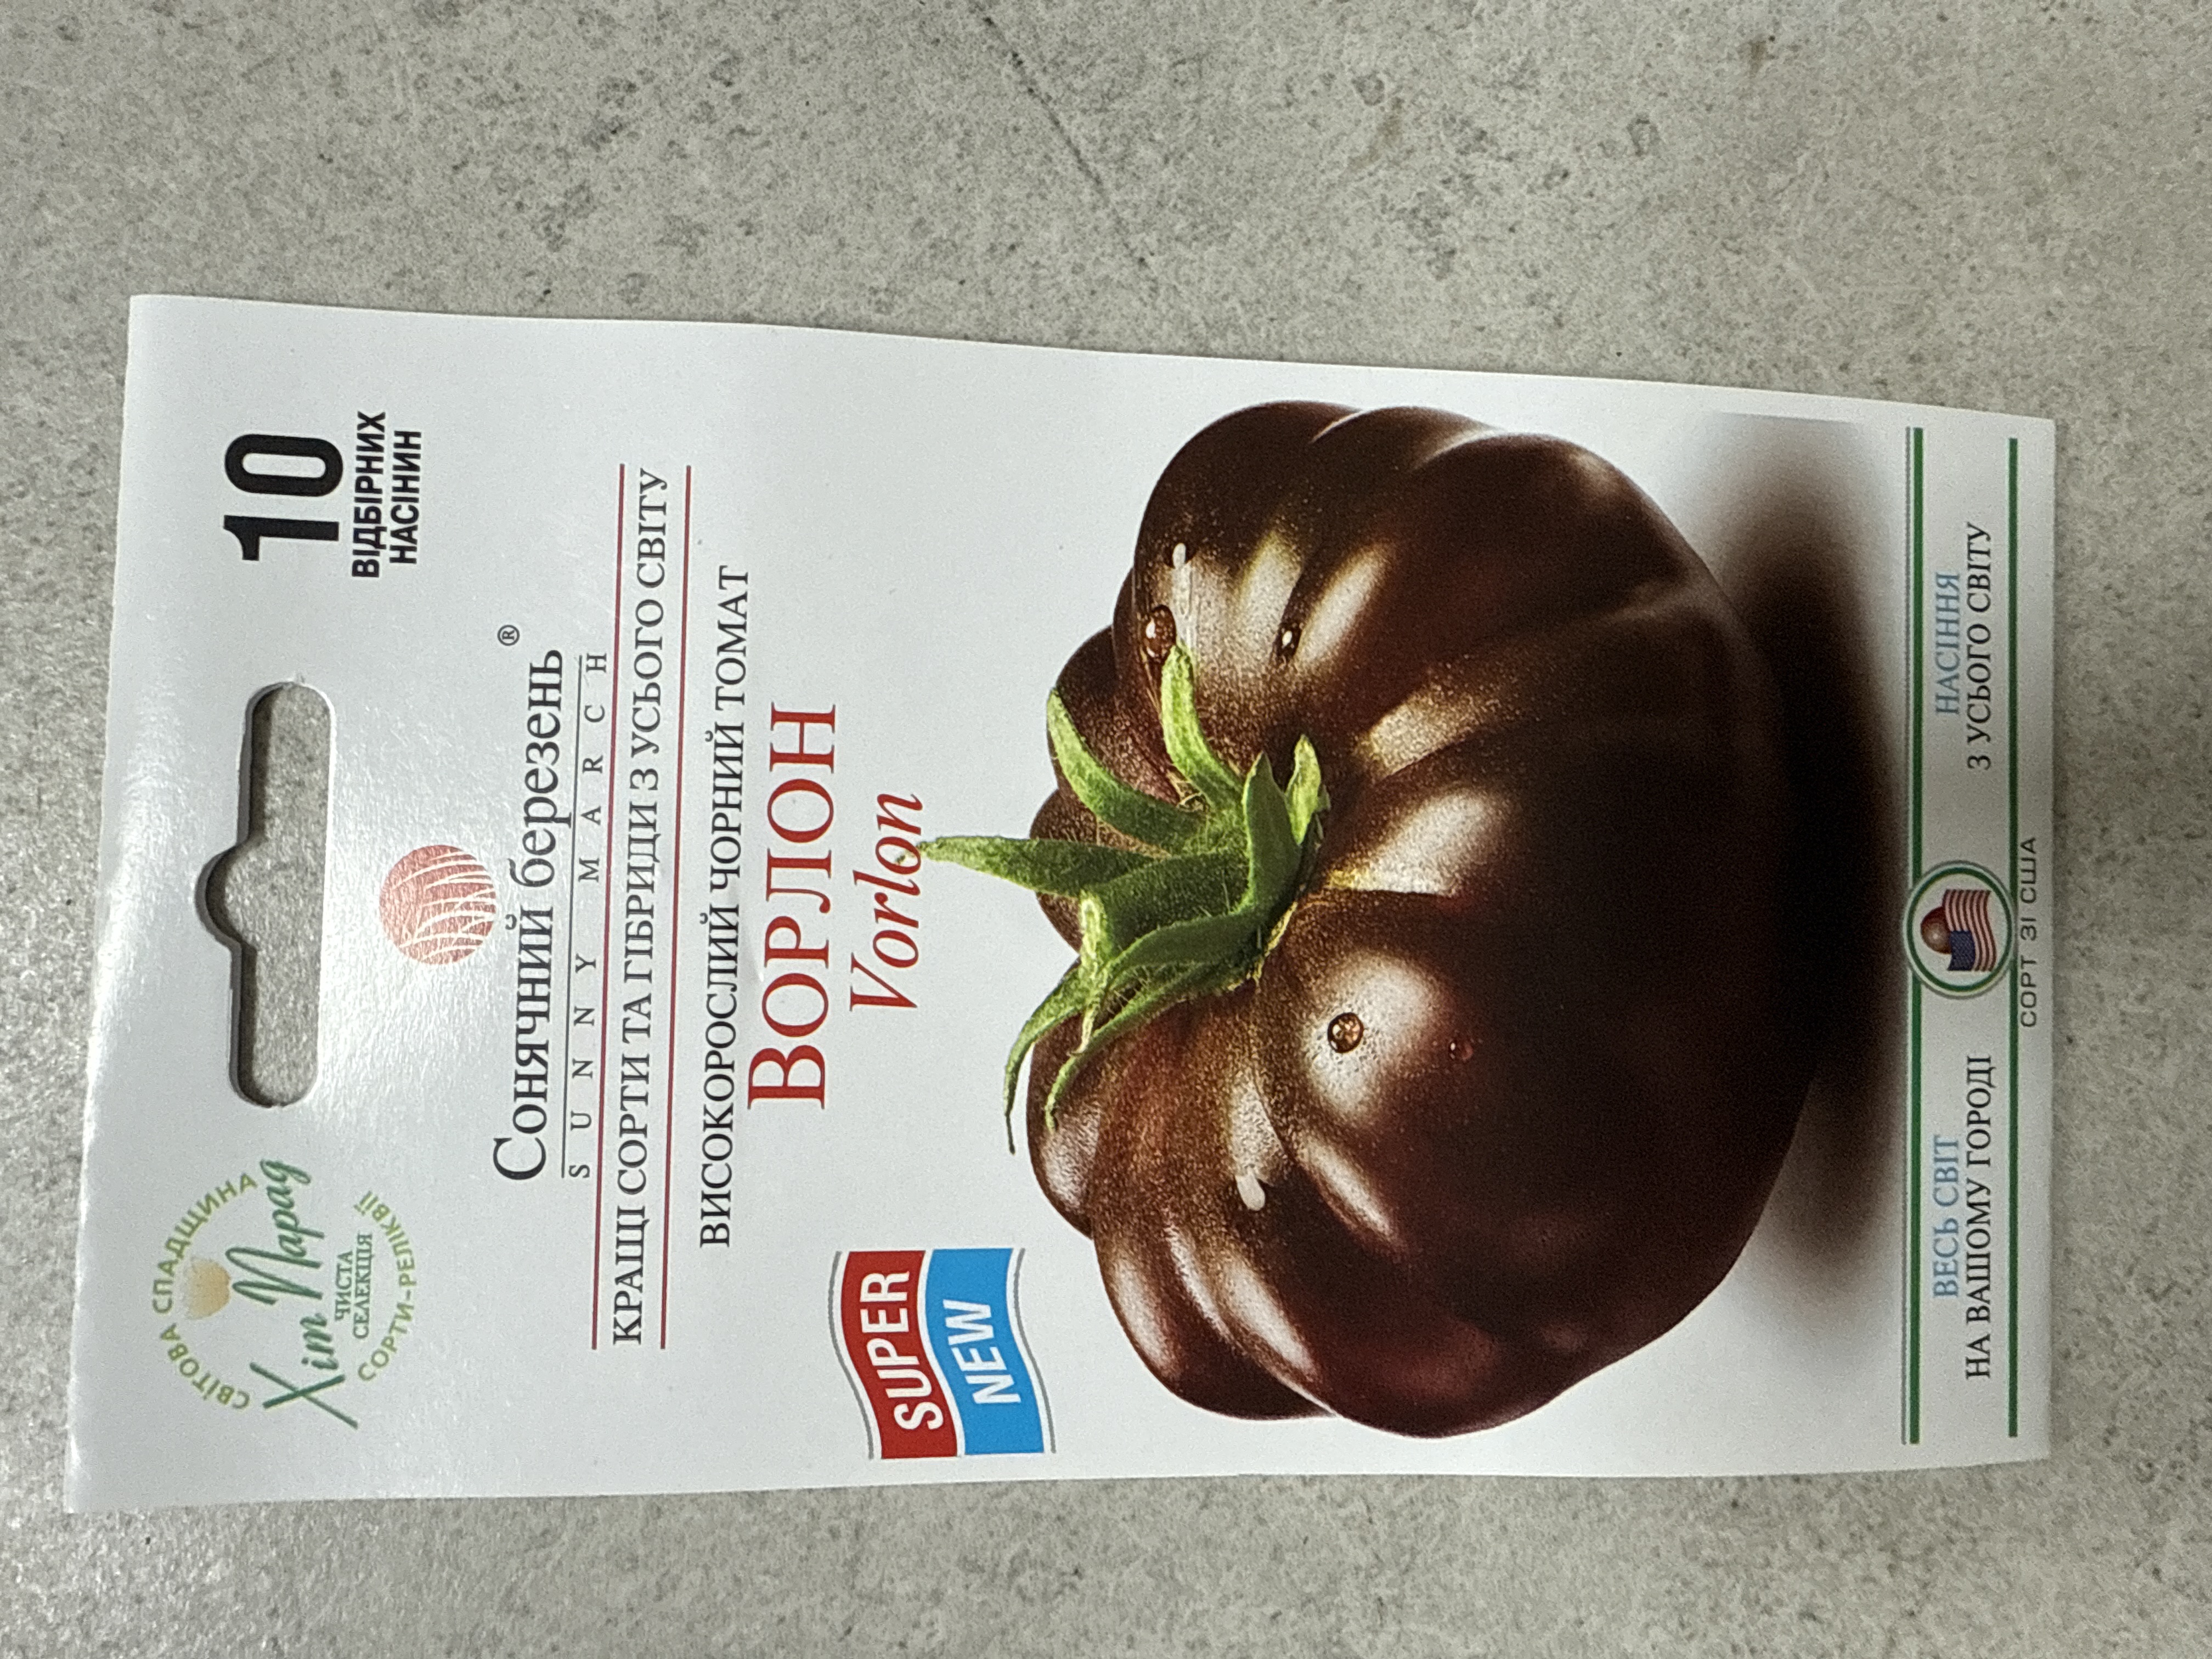 СВІТОВА СПАДЩИНА
Хіт Парад
ЧИСТА
СЕЛЕКЦІЯ
СОРТИ-РЕЛІКВІЇ
10
ВІДБІРНИХ
НАСІНИН
Сонячний березень®
SUNNY MARCH
КРАЩІ СОРТИ ТА ГІБРИДИ З УСЬОГО СВІТУ
ВИСОКОРОСЛИЙ ЧОРНИЙ ТОМАТ
ВОРЛОН
Vorlon
SUPER
NEW
ВЕСЬ СВІТ
НА ВАШОМУ ГОРОДІ
НАСІННЯ
З УСЬОГО СВІТУ
СОРТ ЗІ США